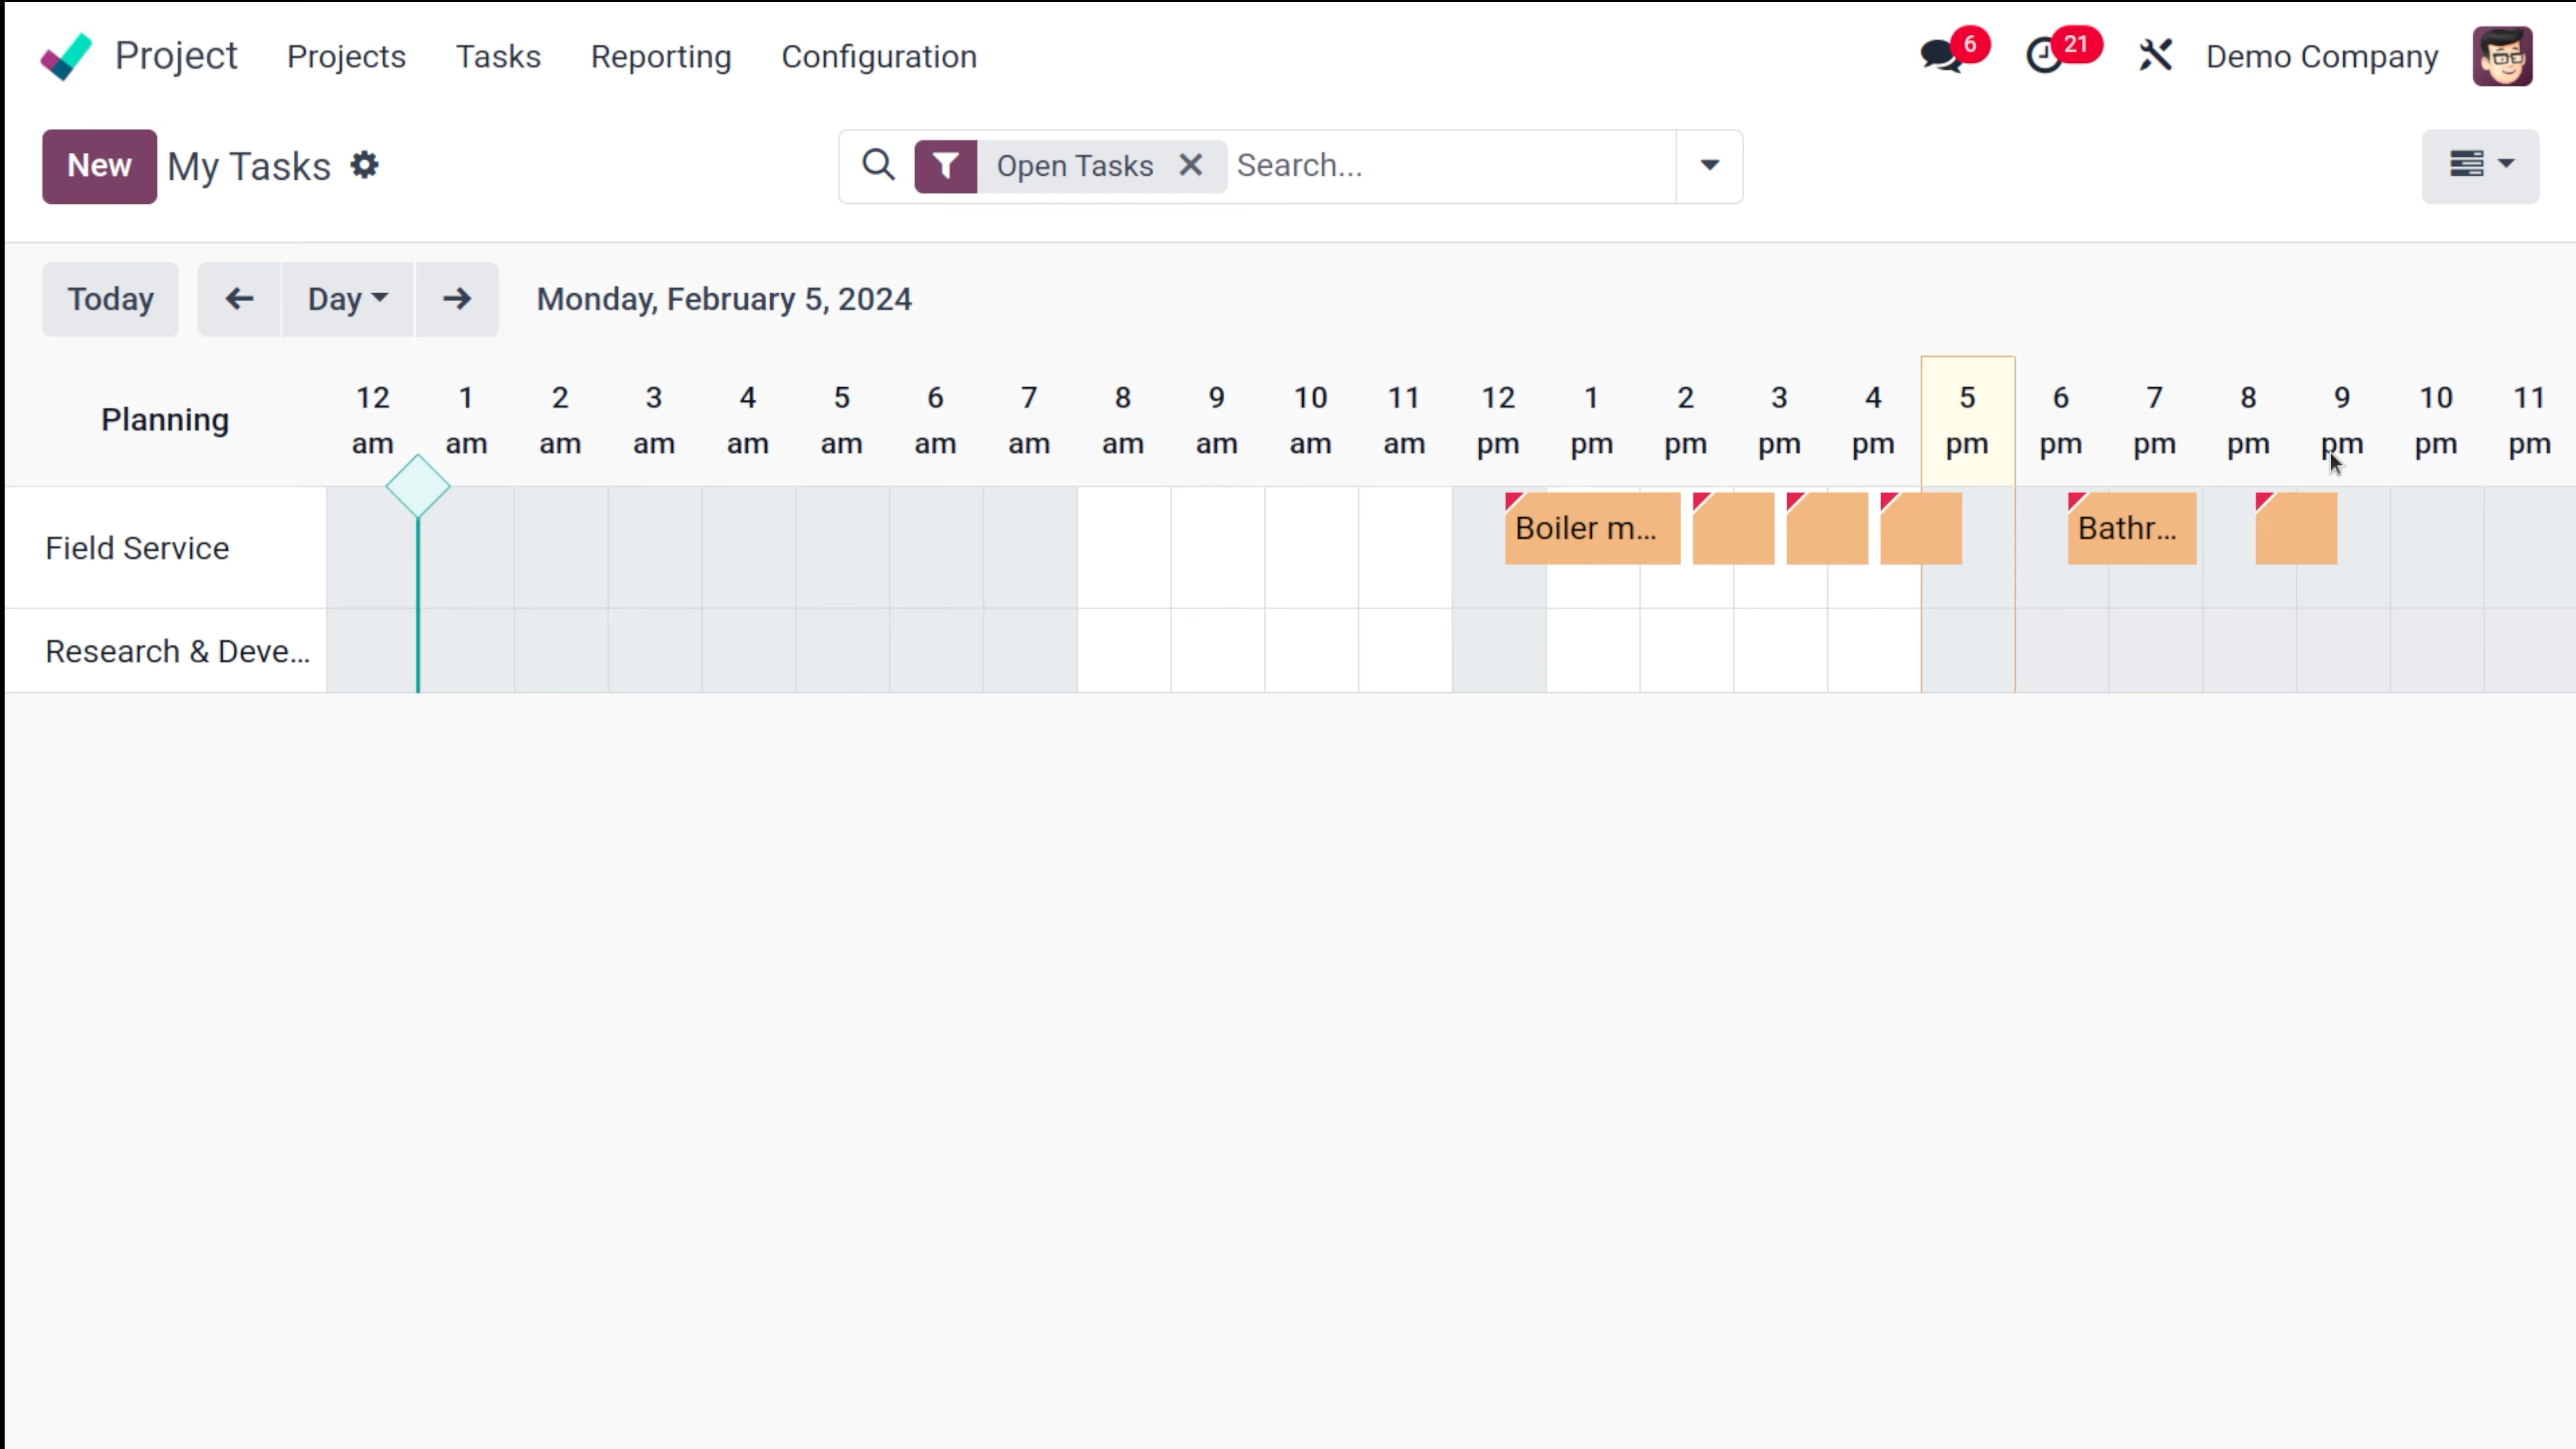 Project Projects Tasks Reporting Configuration 6 21 Demo Company
New My Tasks Open Tasks Search...
Today Day Monday, February 5, 2024
Planning
12 am 1 am 2 am 3 am 4 am 5 am 6 am 7 am 8 am 9 am 10 am 11 am 12 pm 1 pm 2 pm 3 pm 4 pm 5 pm 6 pm 7 pm 8 pm 9 pm 10 pm 11 pm
Field Service Boiler m... Bathr...
Research & Deve...